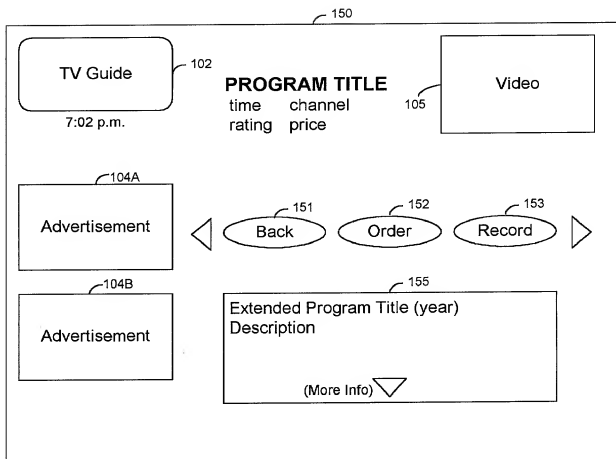 150
TV Guide
102
7:02 p.m.
PROGRAM TITLE
time channel
rating price
105
Video
104A
Advertisement
151
Back
152
Order
153
Record
104B
Advertisement
155
Extended Program Title (year)
Description
(More Info)